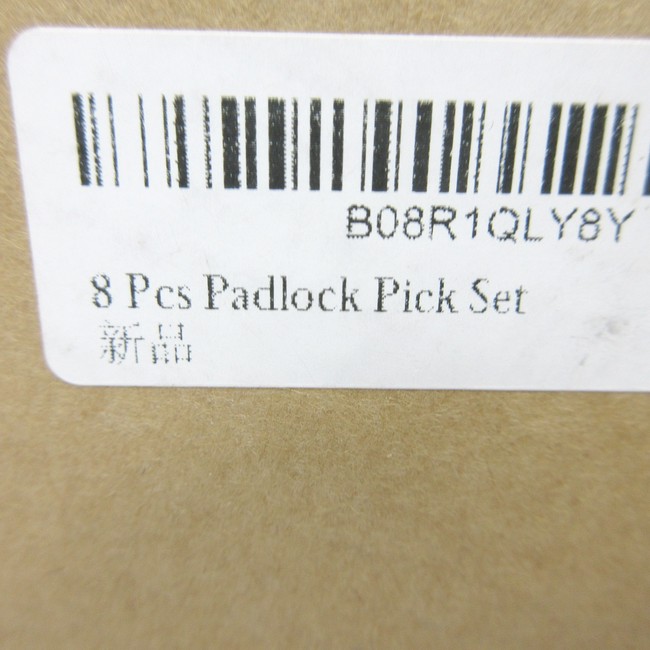 B08R1QLY8Y
8 Pcs Padlock Pick Set
新品